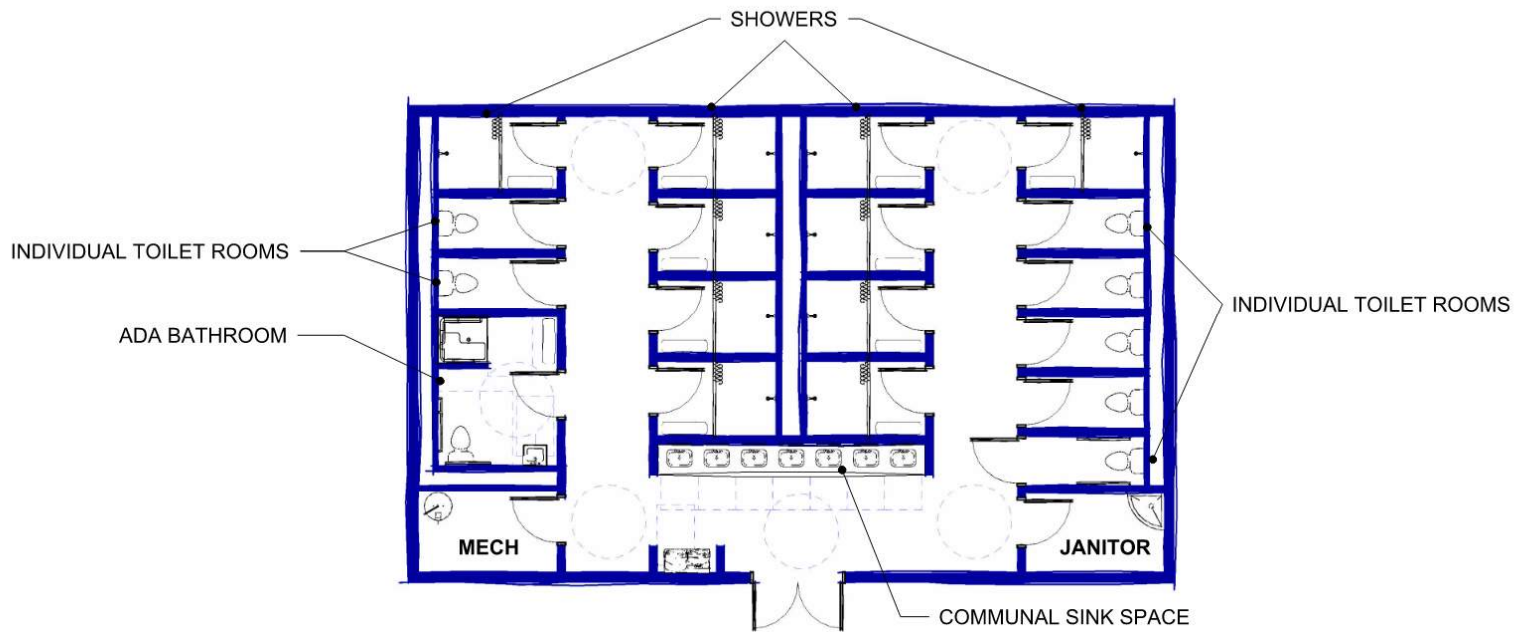 SHOWERS
INDIVIDUAL TOILET ROOMS
INDIVIDUAL TOILET ROOMS
ADA BATHROOM
MECH
JANITOR
COMMUNAL SINK SPACE